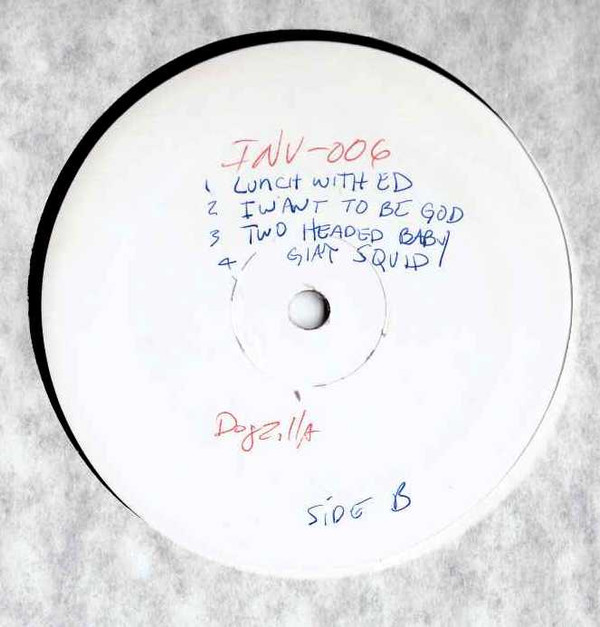 INV-006
1 LUNCH WITH ED
2 I WANT TO BE GOD
3 TWO HEADED BABY
4 GIAT SQUID
DogZillA
SiDE B